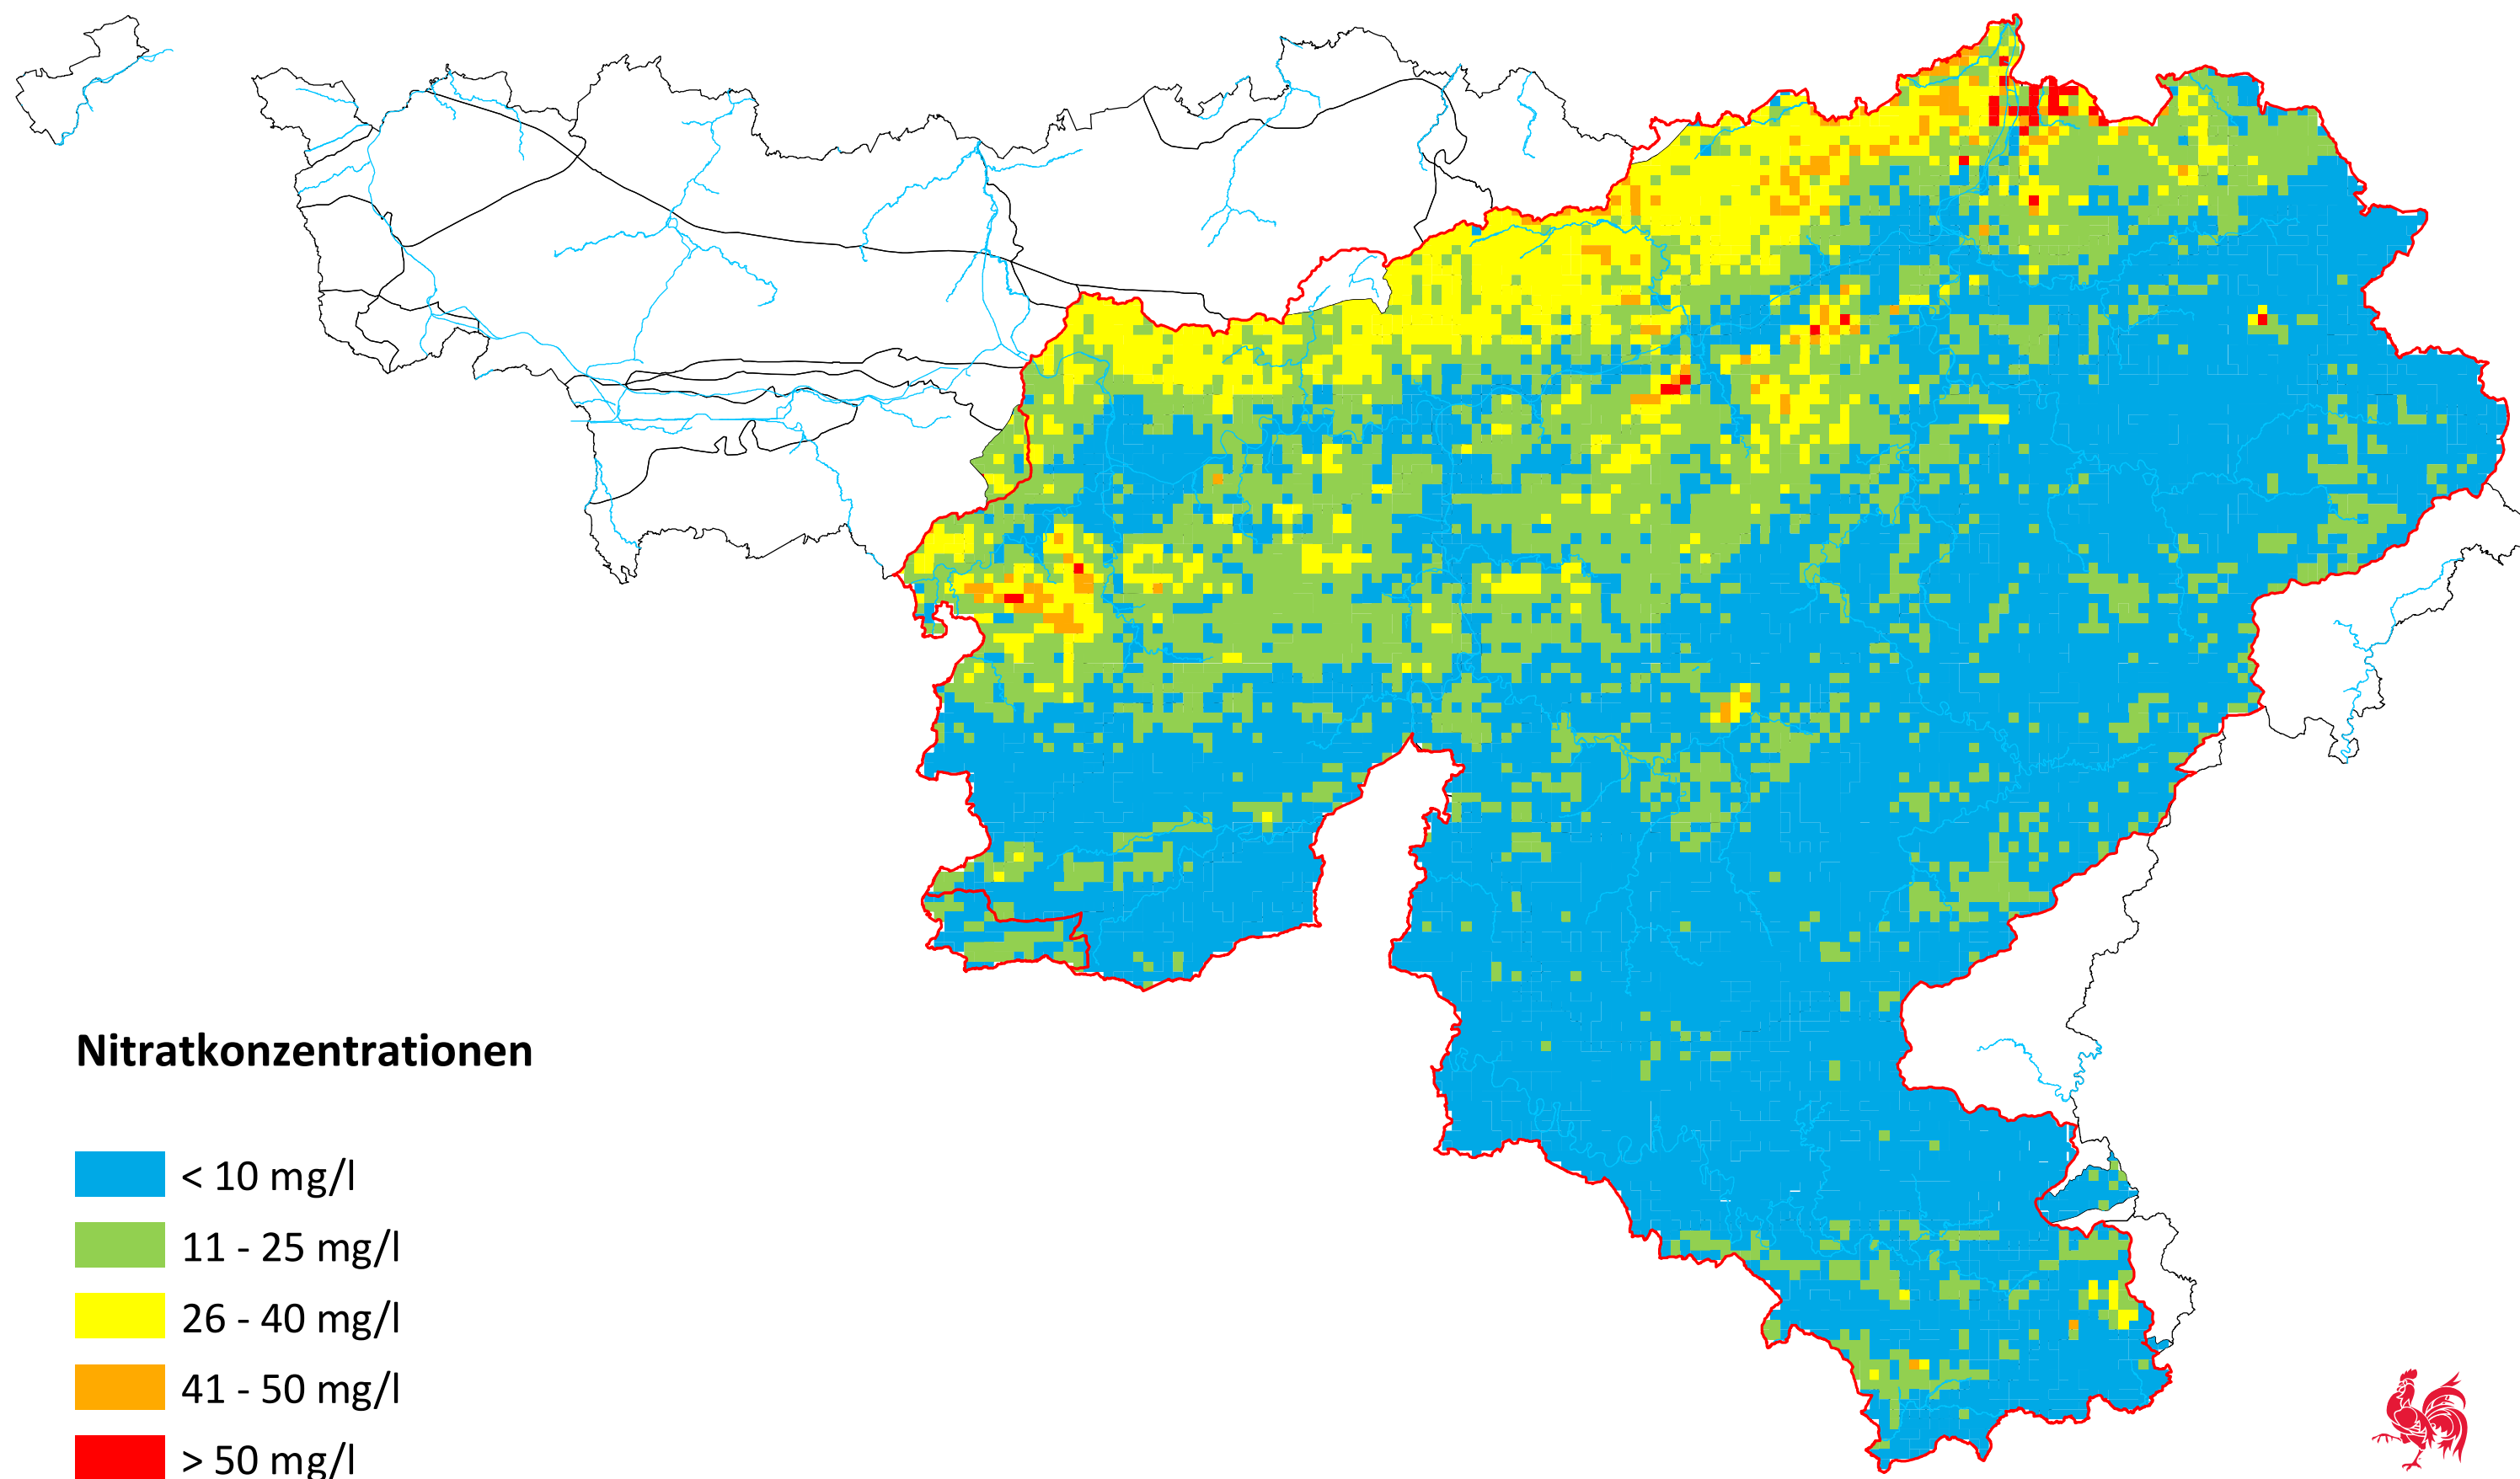 Nitratkonzentrationen
< 10 mg/l
11 - 25 mg/l
26 - 40 mg/l
41 - 50 mg/l
> 50 mg/l